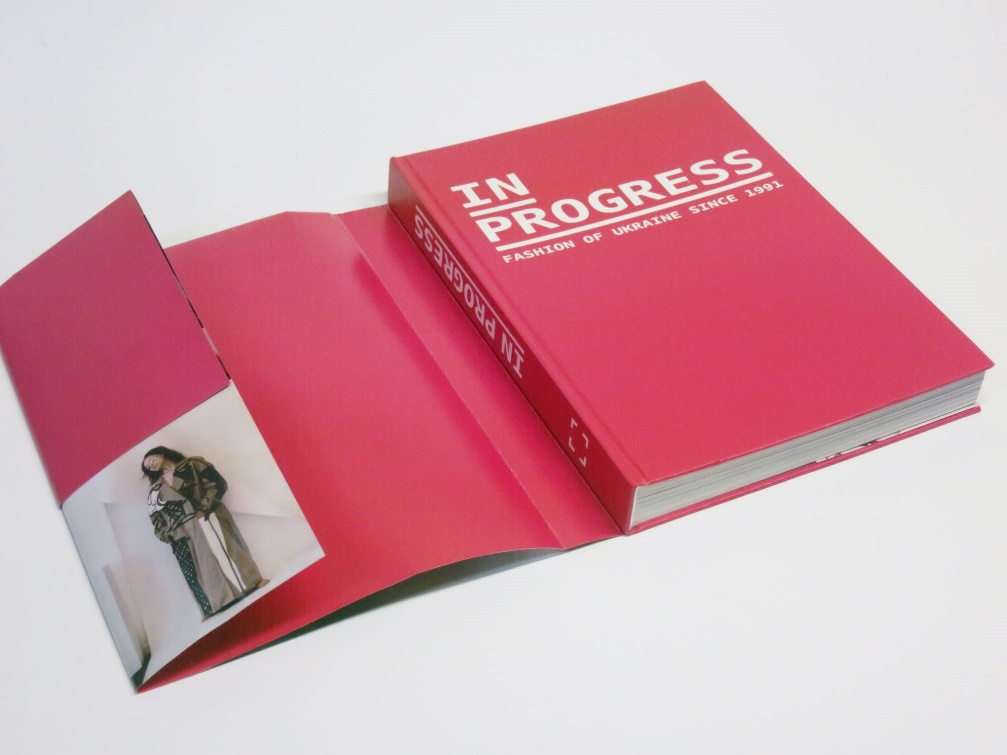 IN
PROGRESS
FASHION OF UKRAINE SINCE 1991
IN PROGRESS